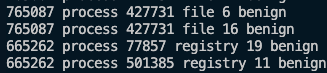 765087 process 427731 file 6 benign
765087 process 427731 file 16 benign
665262 process 77857 registry 19 benign
665262 process 501385 registry 11 benign